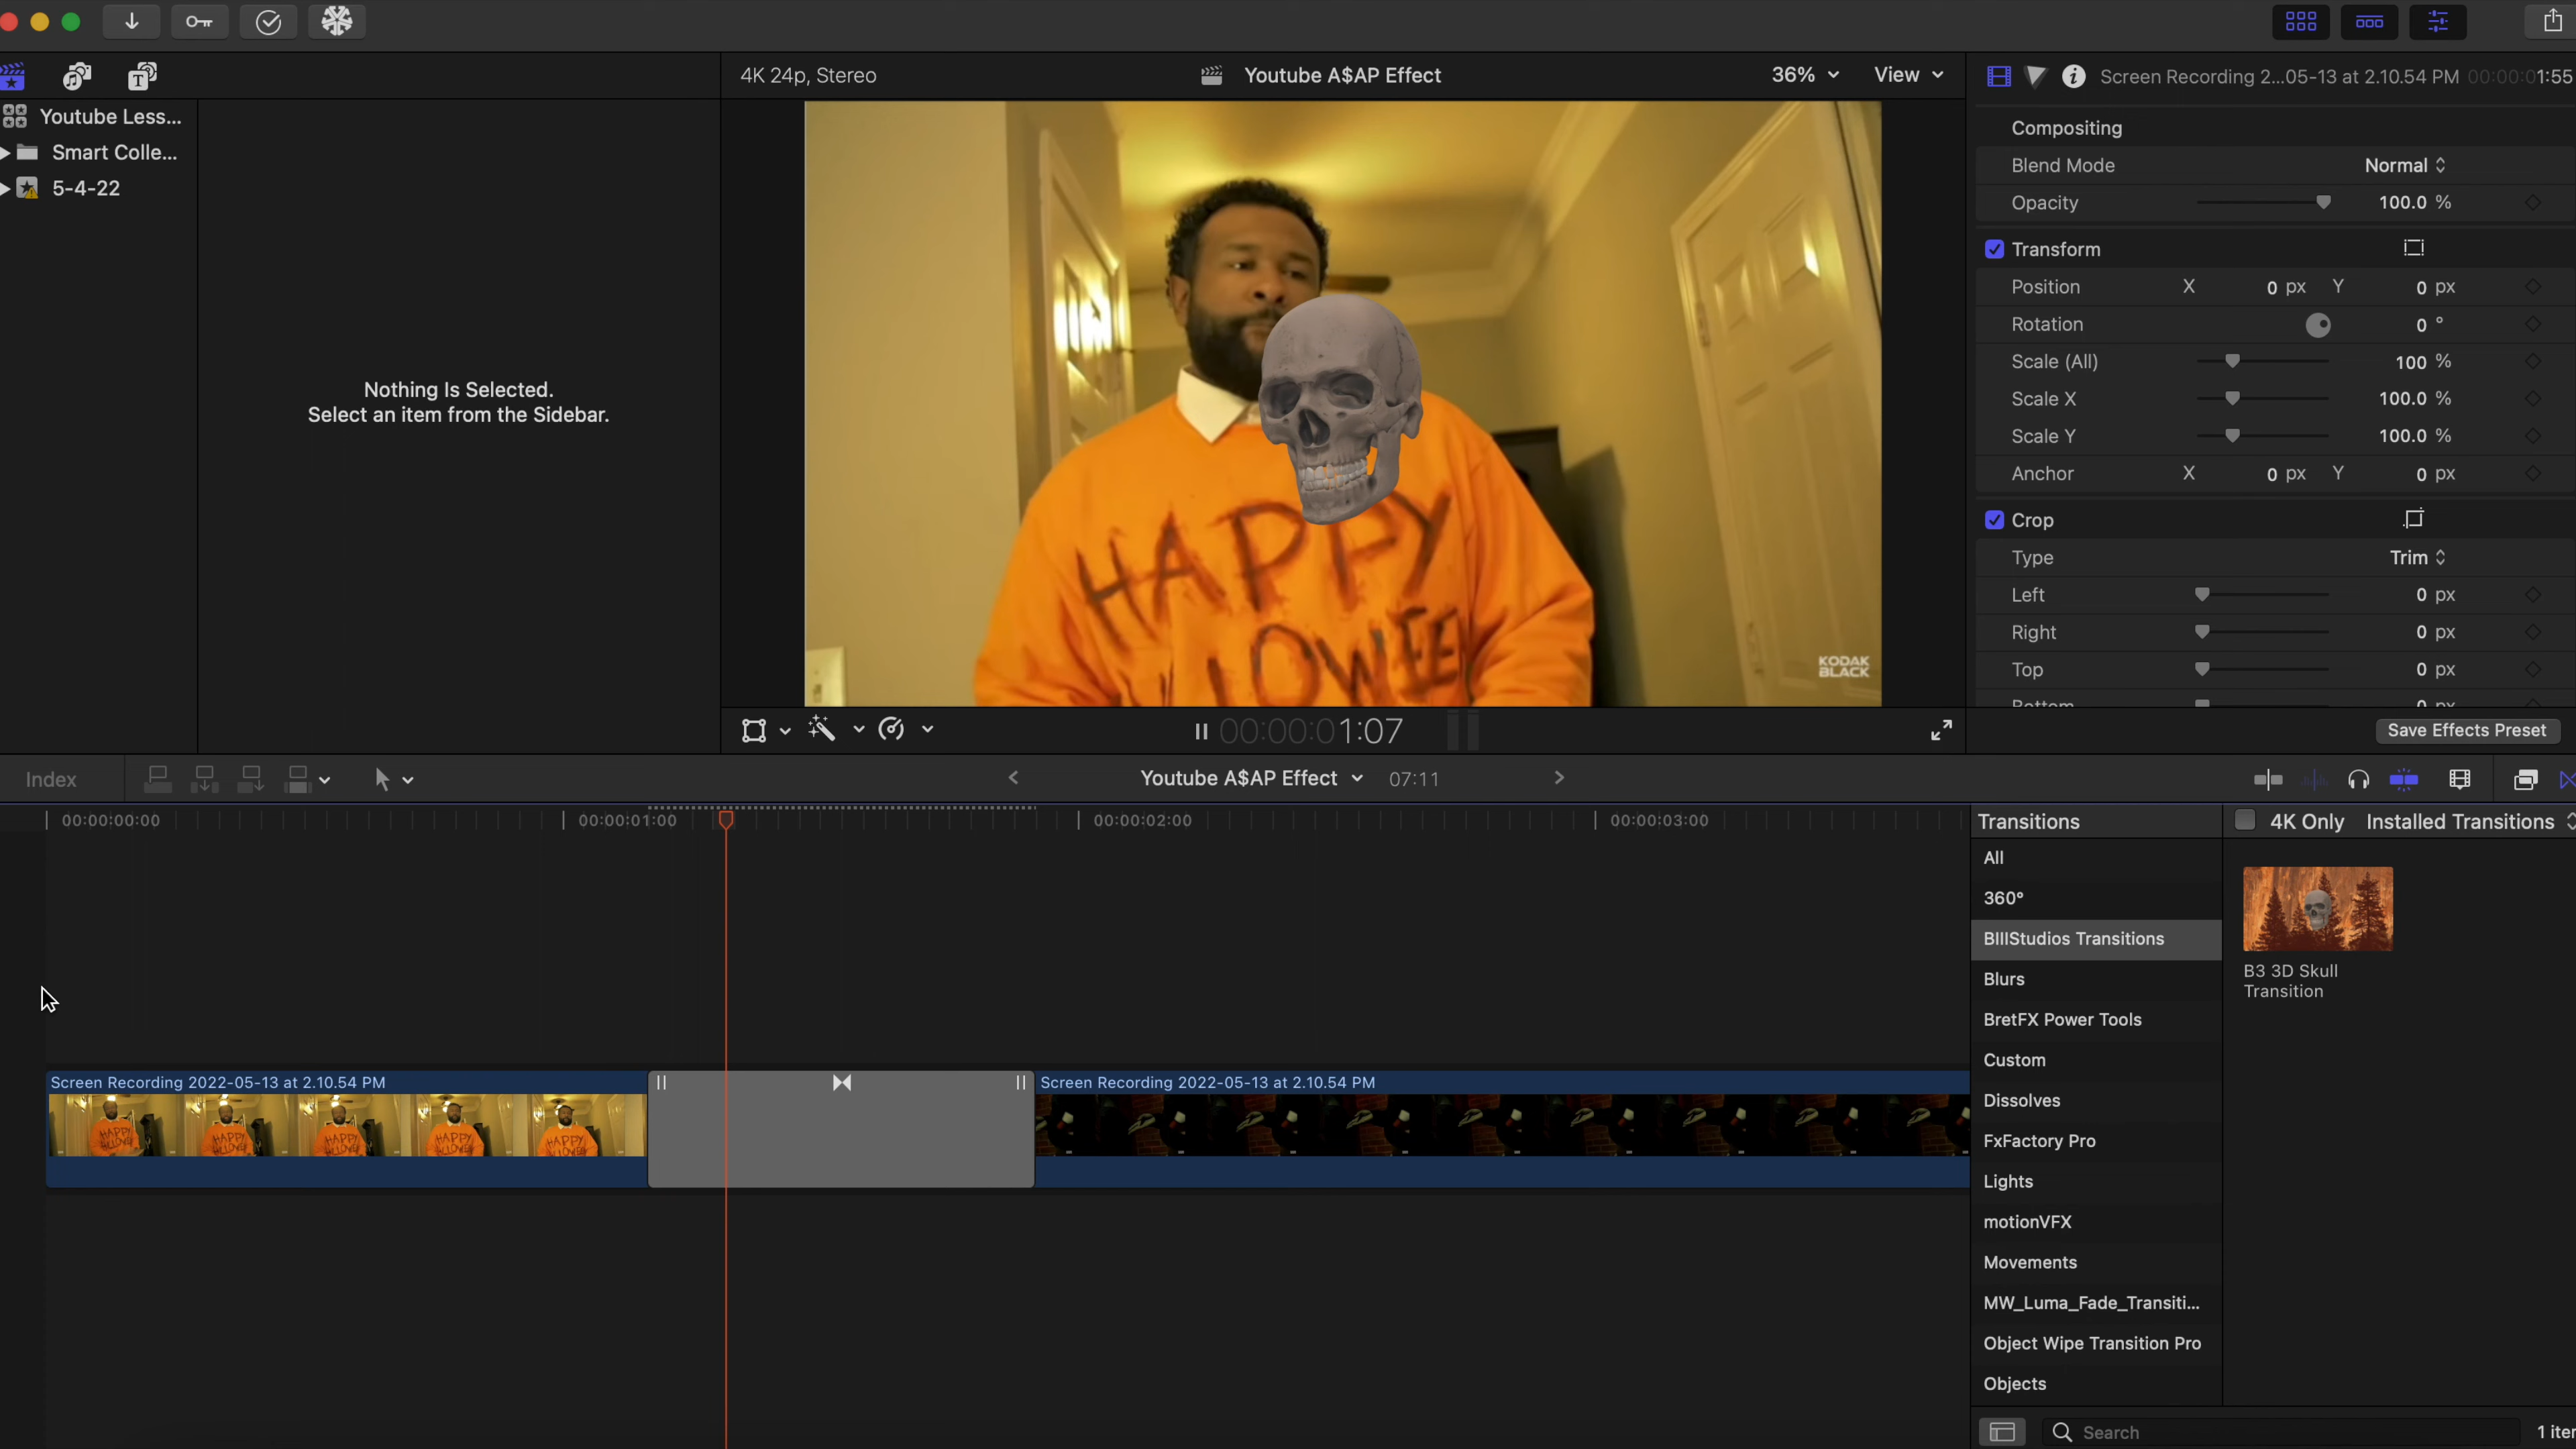 4K 24p, Stereo
Youtube A$AP Effect
36%
View
Screen Recording 2...05-13 at 2.10.54 PM
00:00:01:55
Youtube Less...
Smart Colle...
5-4-22
Nothing Is Selected.
Select an item from the Sidebar.
HAPPY
KODAK
BLACK
Compositing
Blend Mode Normal
Opacity 100.0 %
Transform
Position X 0 px Y 0 px
Rotation 0 °
Scale (All) 100 %
Scale X 100.0 %
Scale Y 100.0 %
Anchor X 0 px Y 0 px
Crop
Type Trim
Left 0 px
Right 0 px
Top 0 px
Bottom 0 px
00:00:01:07
Save Effects Preset
Index
Youtube A$AP Effect
07:11
00:00:00:00
00:00:01:00
00:00:02:00
00:00:03:00
Screen Recording 2022-05-13 at 2.10.54 PM
Screen Recording 2022-05-13 at 2.10.54 PM
Transitions
4K Only
Installed Transitions
All
360°
BIIIStudios Transitions
Blurs
BretFX Power Tools
Custom
Dissolves
FxFactory Pro
Lights
motionVFX
Movements
MW_Luma_Fade_Transiti...
Object Wipe Transition Pro
Objects
B3 3D Skull
Transition
Search
1 iter